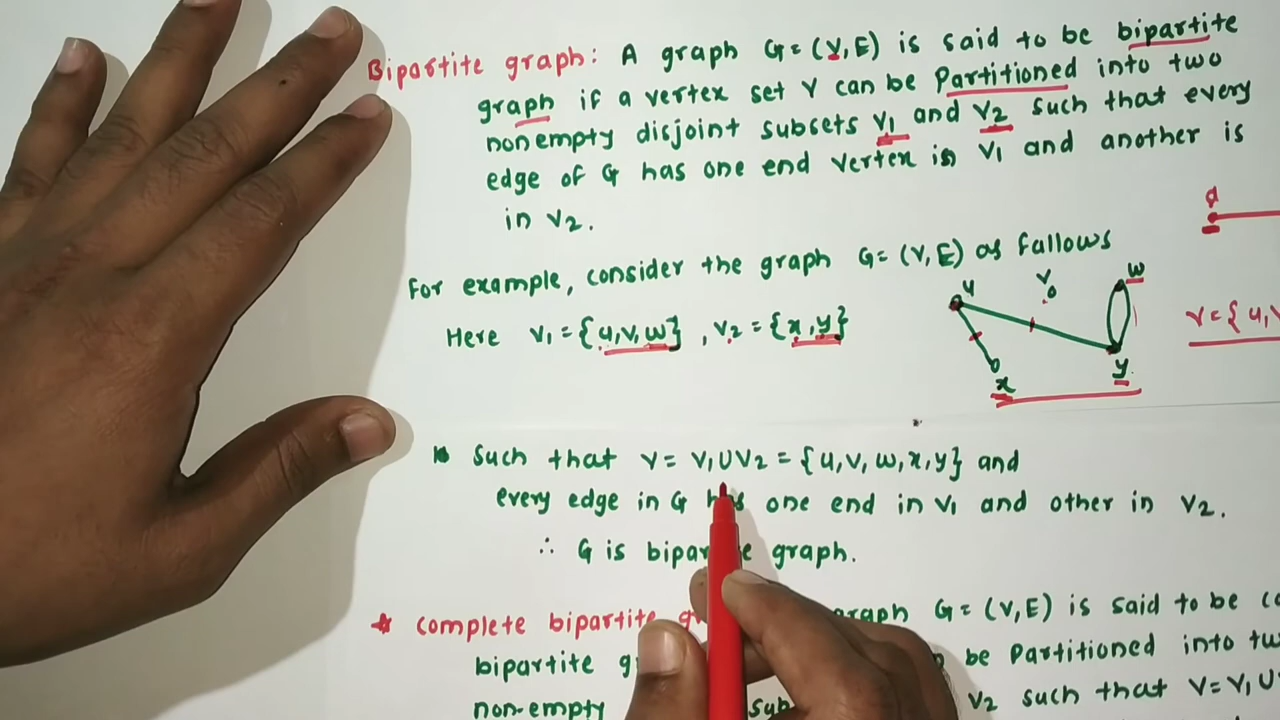 Bipartite graph: A graph G = (V, E) is said to be bipartite
graph if a vertex set V can be Partitioned into two
nonempty disjoint subsets V1 and V2 such that every
edge of G has one end vertex in V1 and another is
in V2.
For example, consider the graph G = (V, E) as fallows
Here V1 = {u, v, w}, V2 = {x, y}
u
v
w
x
y
d
V = {u, v
Such that V = V1 U V2 = {u, v, w, x, y} and
every edge in G has one end in V1 and other in V2.
∴ G is graph.
* complete bipartite graph G = (V, E) is said to be co
bipartite be Partitioned into tw
non-empty V2 such that V = V1 U